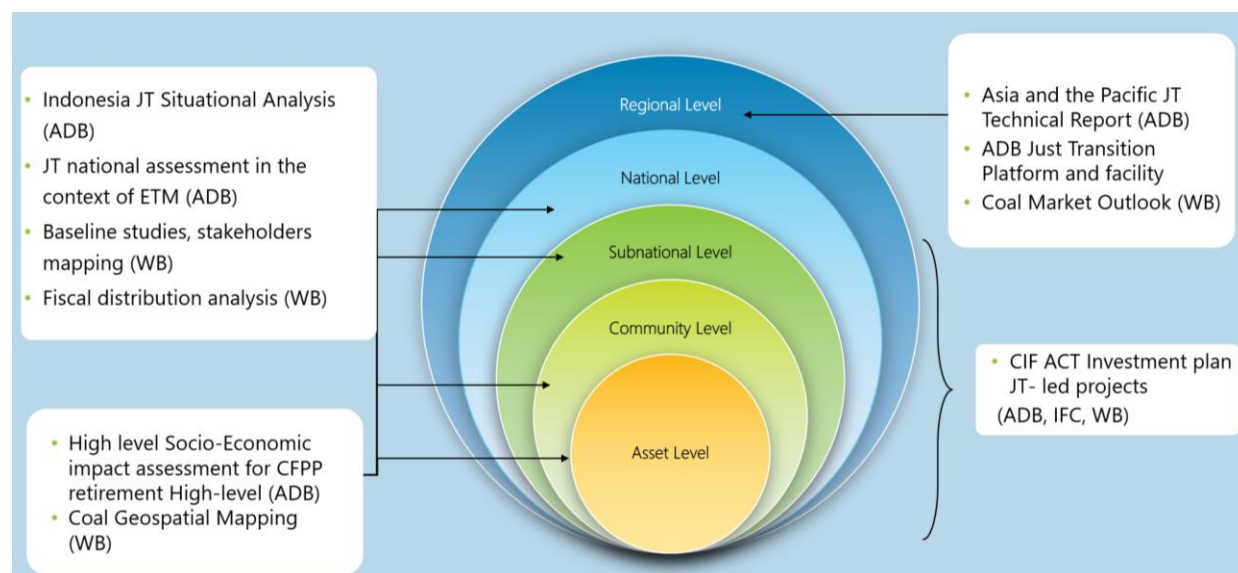 • Indonesia JT Situational Analysis
(ADB)
• JT national assessment in the
context of ETM (ADB)
• Baseline studies, stakeholders
mapping (WB)
• Fiscal distribution analysis (WB)
• High level Socio-Economic
impact assessment for CFPP
retirement High-level (ADB)
• Coal Geospatial Mapping
(WB)
Regional Level
National Level
Subnational Level
Community Level
Asset Level
• Asia and the Pacific JT
Technical Report (ADB)
• ADB Just Transition
Platform and facility
• Coal Market Outlook (WB)
• CIF ACT Investment plan
JT- led projects
(ADB, IFC, WB)